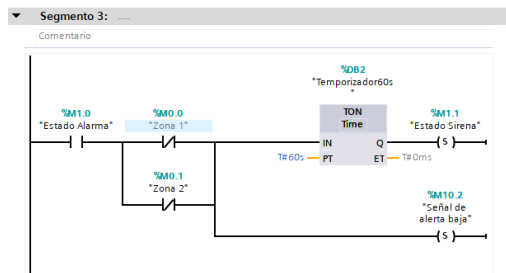 Segmento 3: .....
Comentario
%DB2
"Temporizador60s
"
%M1.0
"Estado Alarma"
%M0.0
"Zona 1"
TON
Time
%M1.1
"Estado Sirena"
IN
Q
( S )
T#60s
PT
ET
T#0ms
%M0.1
"Zona 2"
%M10.2
"Señal de
alerta baja"
( S )